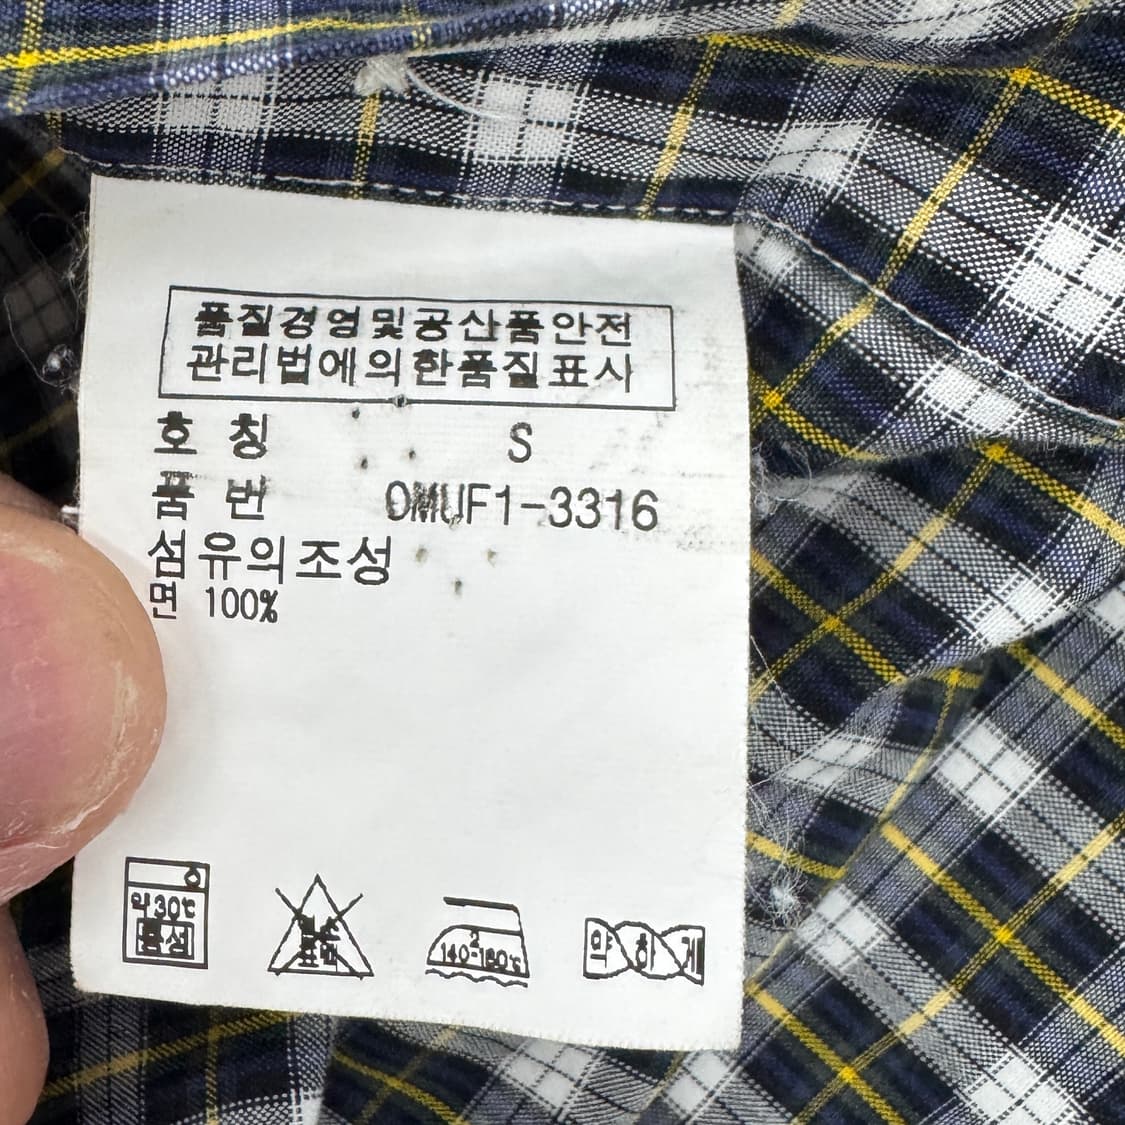 품질경영및공산품안전
관리법에의한품질표시
호 칭 S
품 번 OMUF1-3316
섬유의조성
면 100%
약30℃
중성
140~160℃
약하게